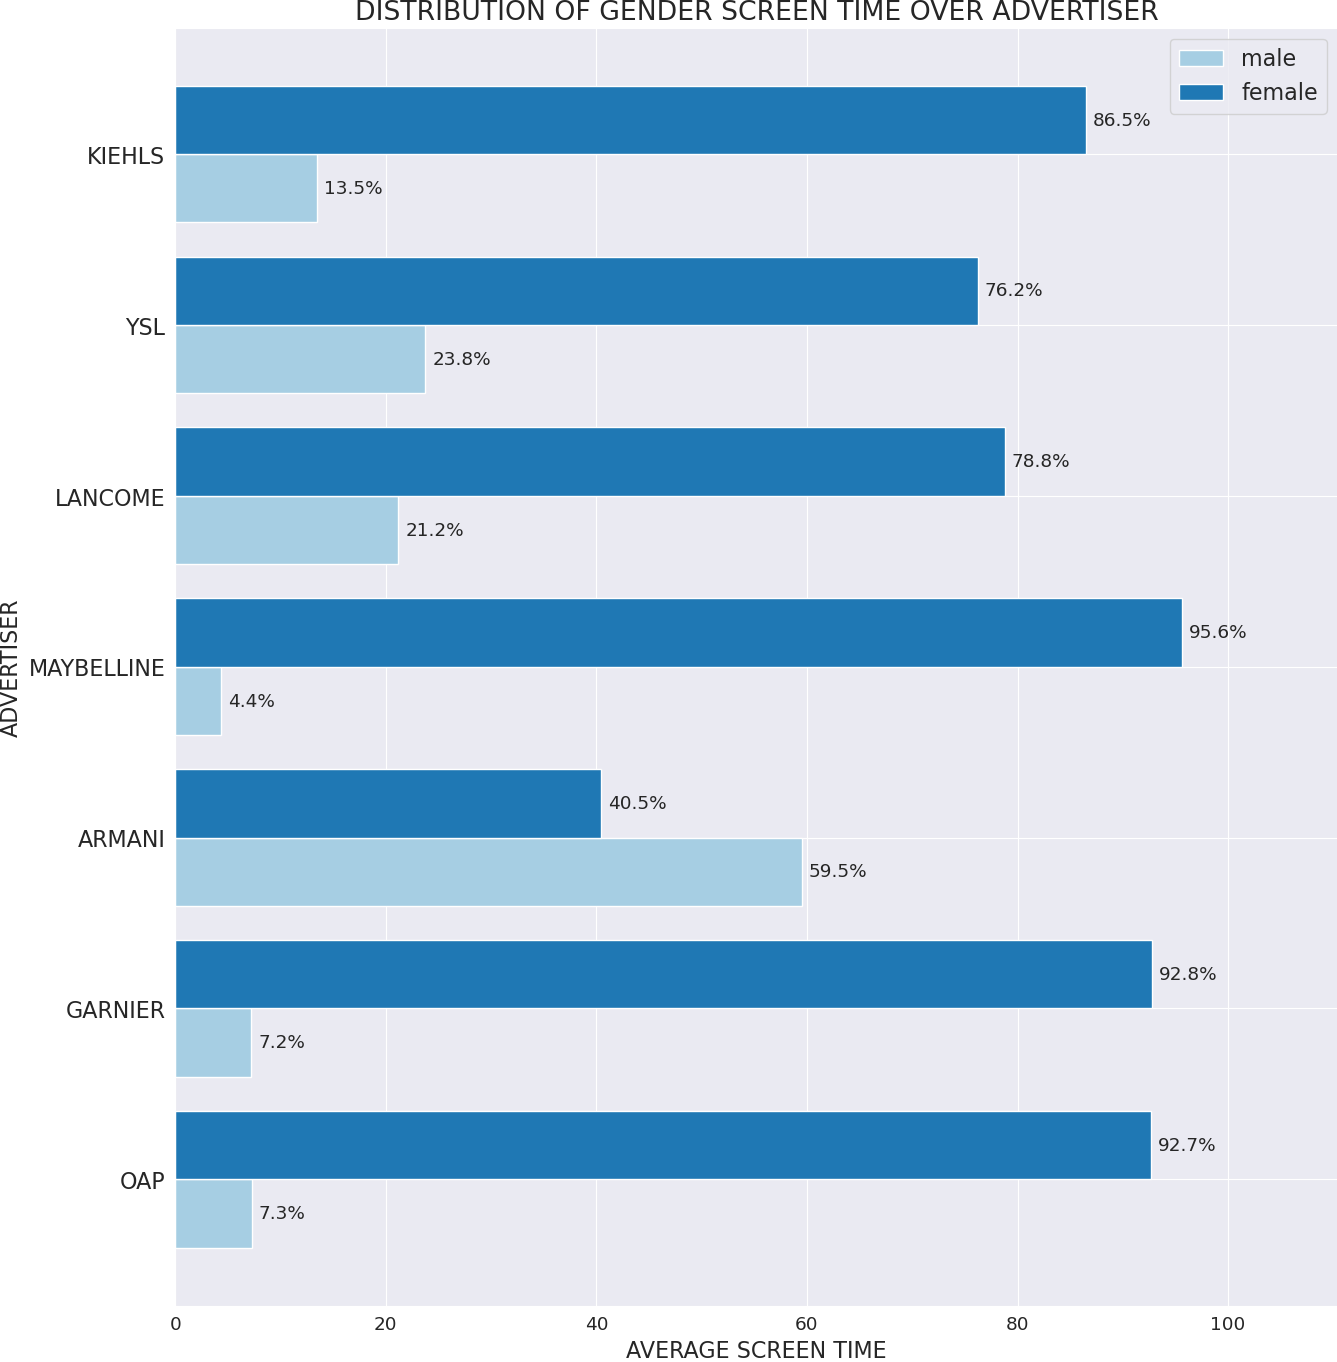 DISTRIBUTION OF GENDER SCREEN TIME OVER ADVERTISER
male
female
KIEHLS
86.5%
13.5%
YSL
76.2%
23.8%
LANCOME
78.8%
21.2%
MAYBELLINE
95.6%
4.4%
ARMANI
40.5%
59.5%
GARNIER
92.8%
7.2%
OAP
92.7%
7.3%
ADVERTISER
0 20 40 60 80 100
AVERAGE SCREEN TIME